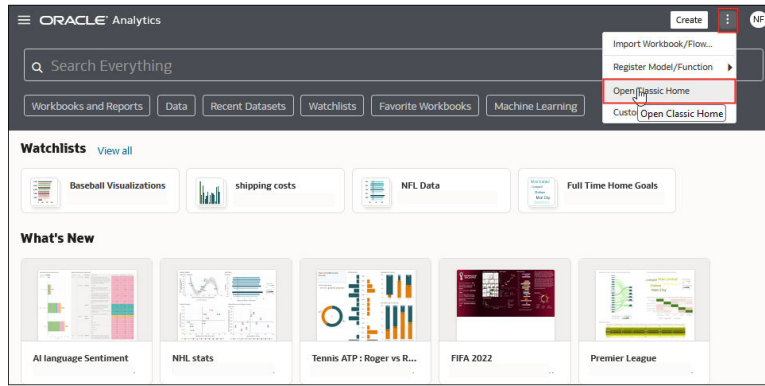 ORACLE Analytics
Create
NF
Import Workbook/Flow...
Search Everything
Register Model/Function
Open Classic Home
Custo
Open Classic Home
Workbooks and Reports
Data
Recent Datasets
Watchlists
Favorite Workbooks
Machine Learning
Watchlists View all
Baseball Visualizations
shipping costs
NFL Data
Full Time Home Goals
What's New
AI language Sentiment
NHL stats
Tennis ATP : Roger vs R...
FIFA 2022
Premier League